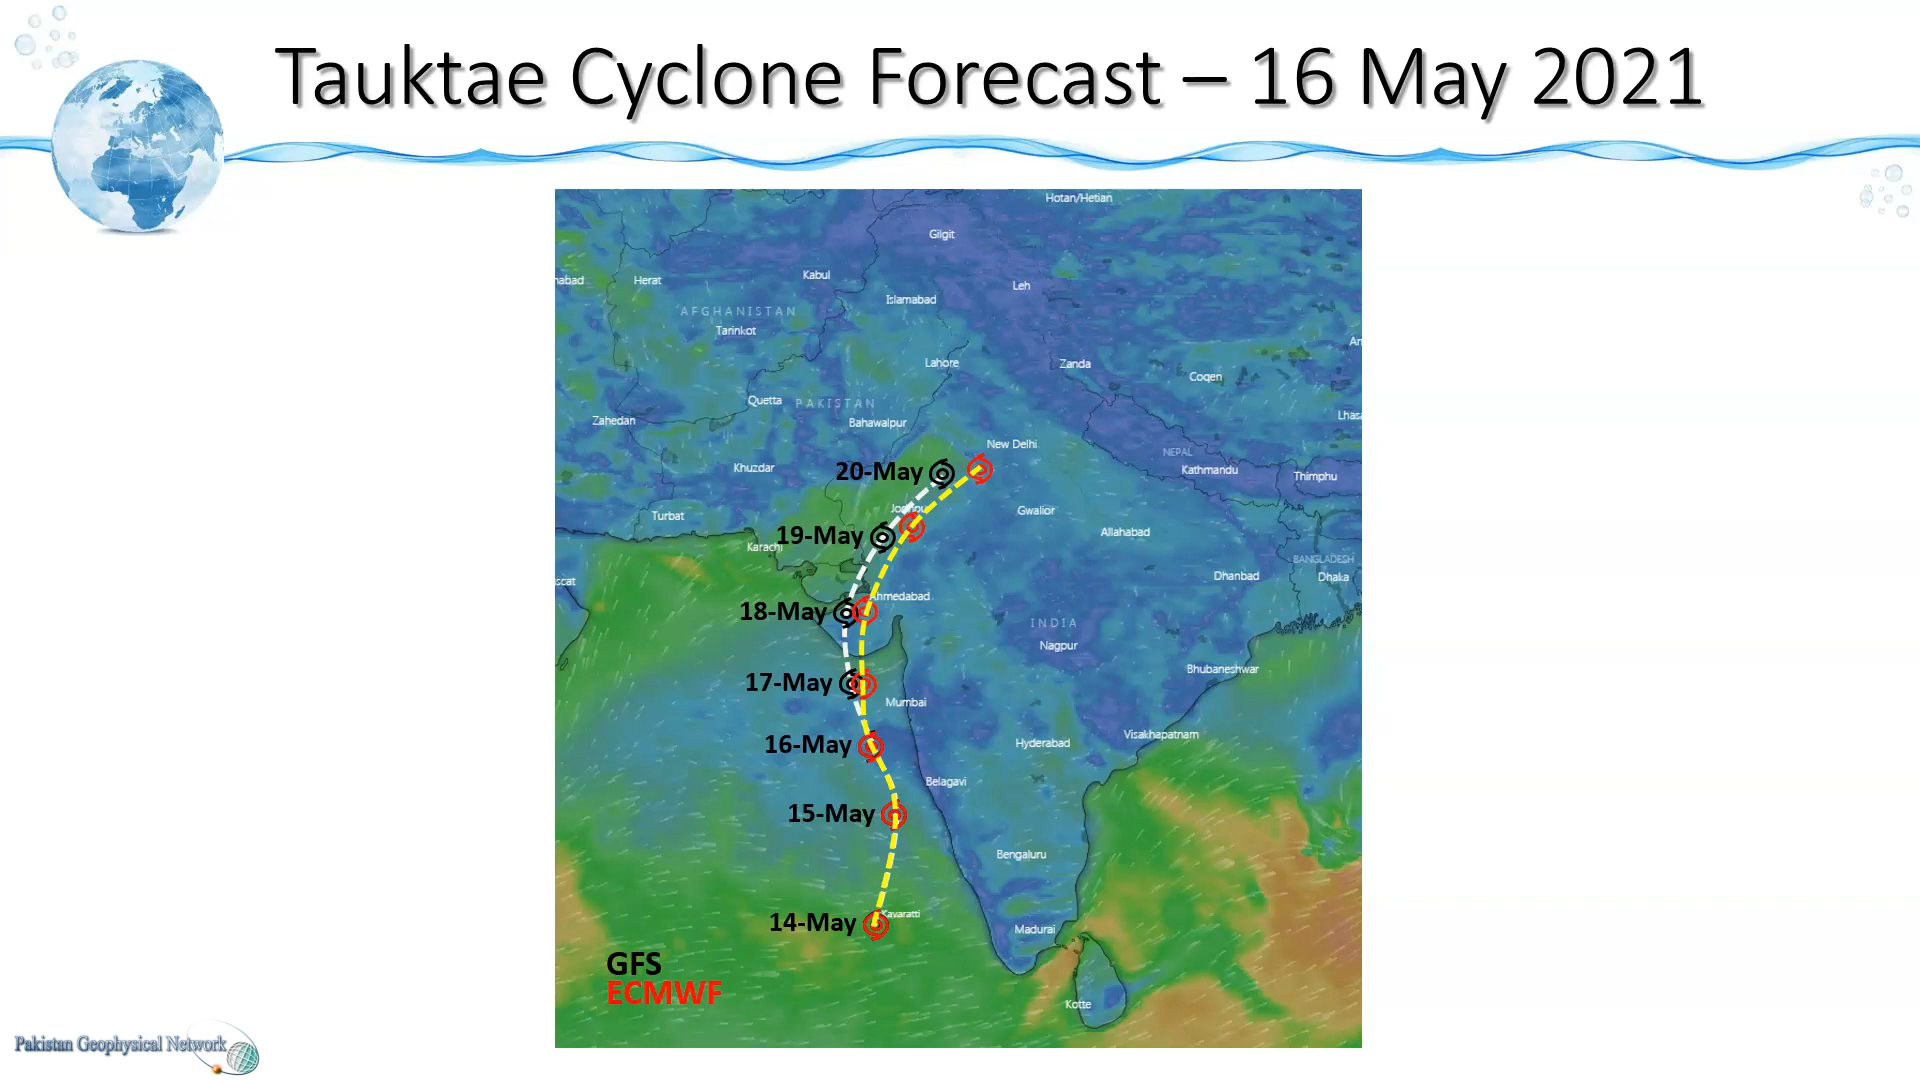 Tauktae Cyclone Forecast – 16 May 2021
Hotan/Hetian
Gilgit
Kabul
nabad
Herat
Leh
Islamabad
AFGHANISTAN
Tarinkot
Lahore
Zanda
Coqen
Quetta
PAKISTAN
Lhasa
Zahedan
Bahawalpur
New Delhi
NEPAL
Khuzdar
20-May
Kathmandu
Thimphu
Turbat
Gwalior
19-May
Allahabad
Karachi
BANGLADESH
scat
Dhanbad
Dhaka
Ahmedabad
18-May
INDIA
Nagpur
Bhubaneshwar
17-May
Mumbai
Visakhapatnam
16-May
Hyderabad
Belagavi
15-May
Bengaluru
Kavaratti
14-May
Madurai
GFS
ECMWF
Kotte
Pakistan Geophysical Network